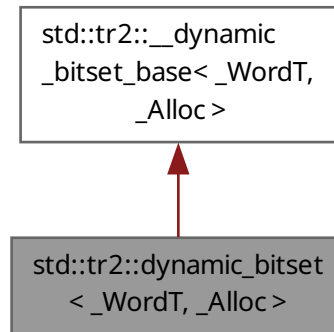 std::tr2::__dynamic
_bitset_base< _WordT,
_Alloc >
std::tr2::dynamic_bitset
< _WordT, _Alloc >